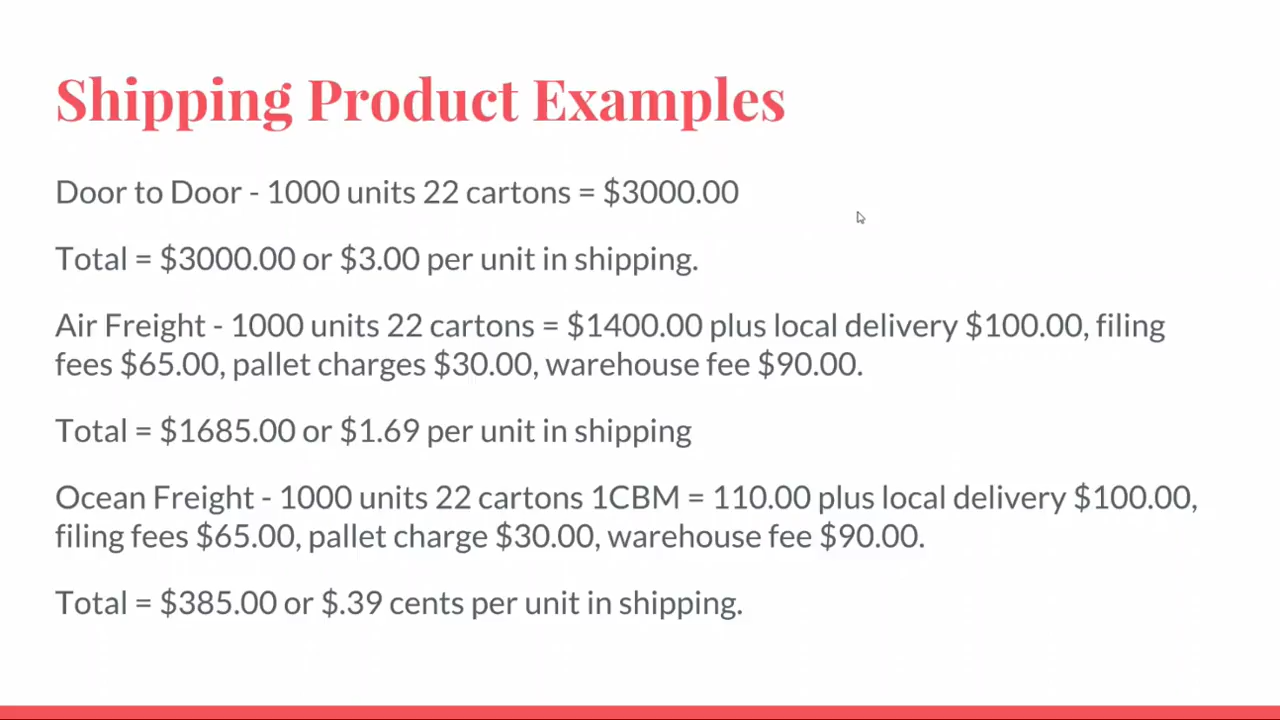 Shipping Product Examples
Door to Door - 1000 units 22 cartons = $3000.00
Total = $3000.00 or $3.00 per unit in shipping.
Air Freight - 1000 units 22 cartons = $1400.00 plus local delivery $100.00, filing
fees $65.00, pallet charges $30.00, warehouse fee $90.00.
Total = $1685.00 or $1.69 per unit in shipping
Ocean Freight - 1000 units 22 cartons 1CBM = 110.00 plus local delivery $100.00,
filing fees $65.00, pallet charge $30.00, warehouse fee $90.00.
Total = $385.00 or $.39 cents per unit in shipping.